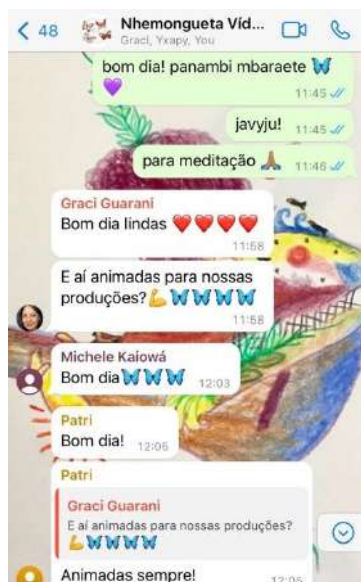 48
Nhemongueta Víd...
Graci, Yxapy, You
bom dia! panambi mbaraete 🦋
💜
11:45
javyju! 11:45
para meditação 🙏🏽 11:46
Graci Guarani
Bom dia lindas ❤️❤️❤️❤️
11:58
E aí animadas para nossas
produções?💪🦋🦋🦋🦋
11:58
Michele Kaiowá
Bom dia🦋🦋🦋 12:03
Patri
Bom dia! 12:06
Patri
Graci Guarani
E aí animadas para nossas produções?
💪🦋🦋🦋🦋
Animadas sempre! 12:06